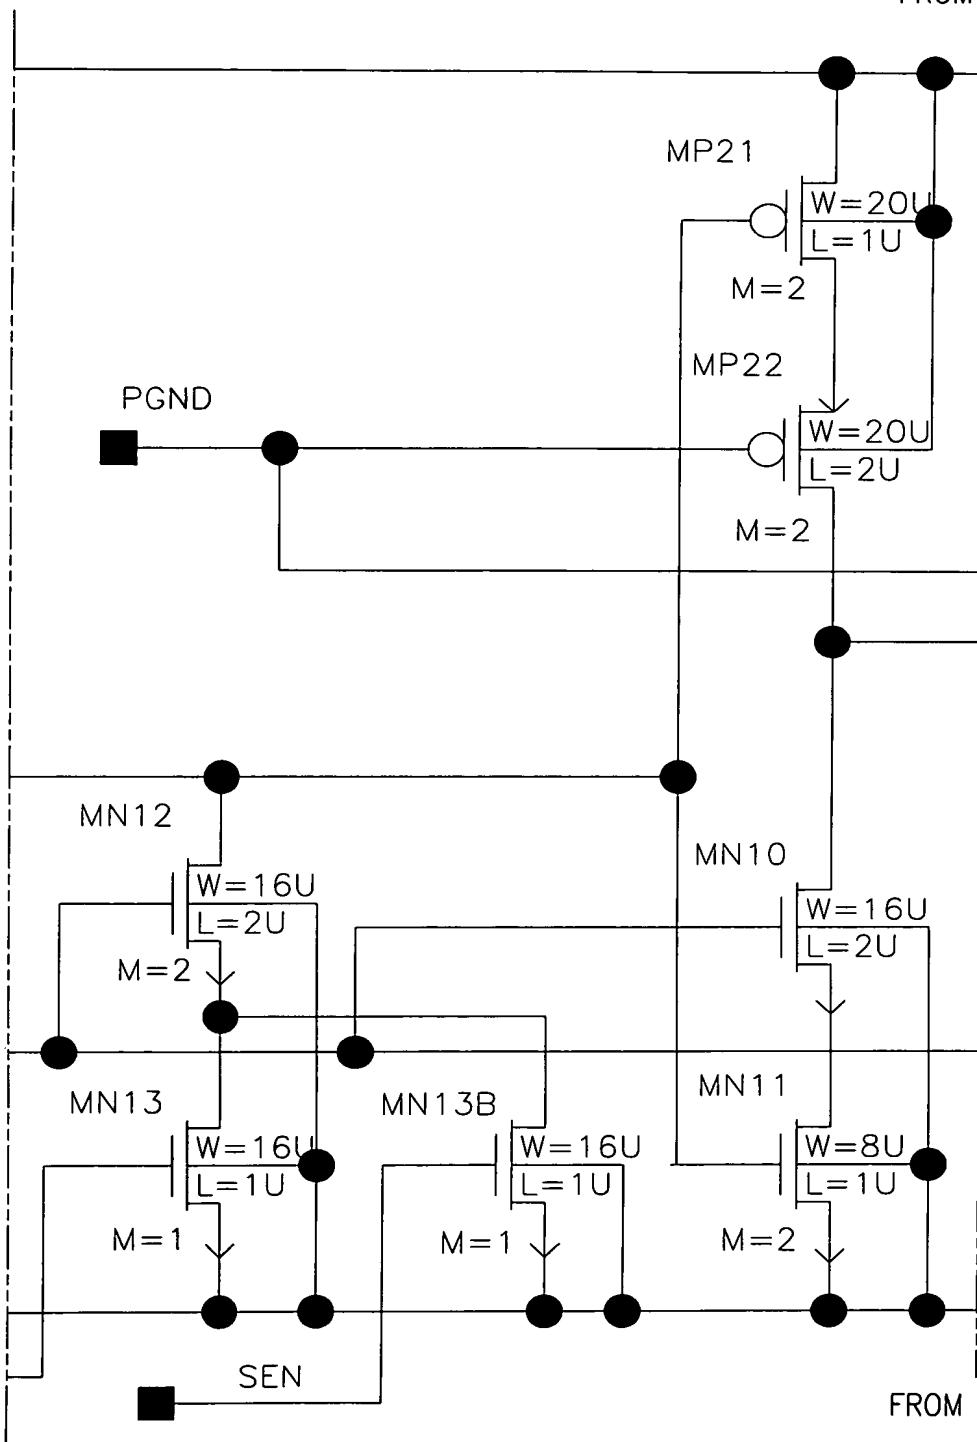 FROM
MP21
W=20U
L=1U
M=2
MP22
PGND
W=20U
L=2U
M=2
MN12
MN10
W=16U
L=2U
M=2
W=16U
L=2U
MN13
MN13B
MN11
W=16U
L=1U
M=1
W=16U
L=1U
M=1
W=8U
L=1U
M=2
SEN
FROM